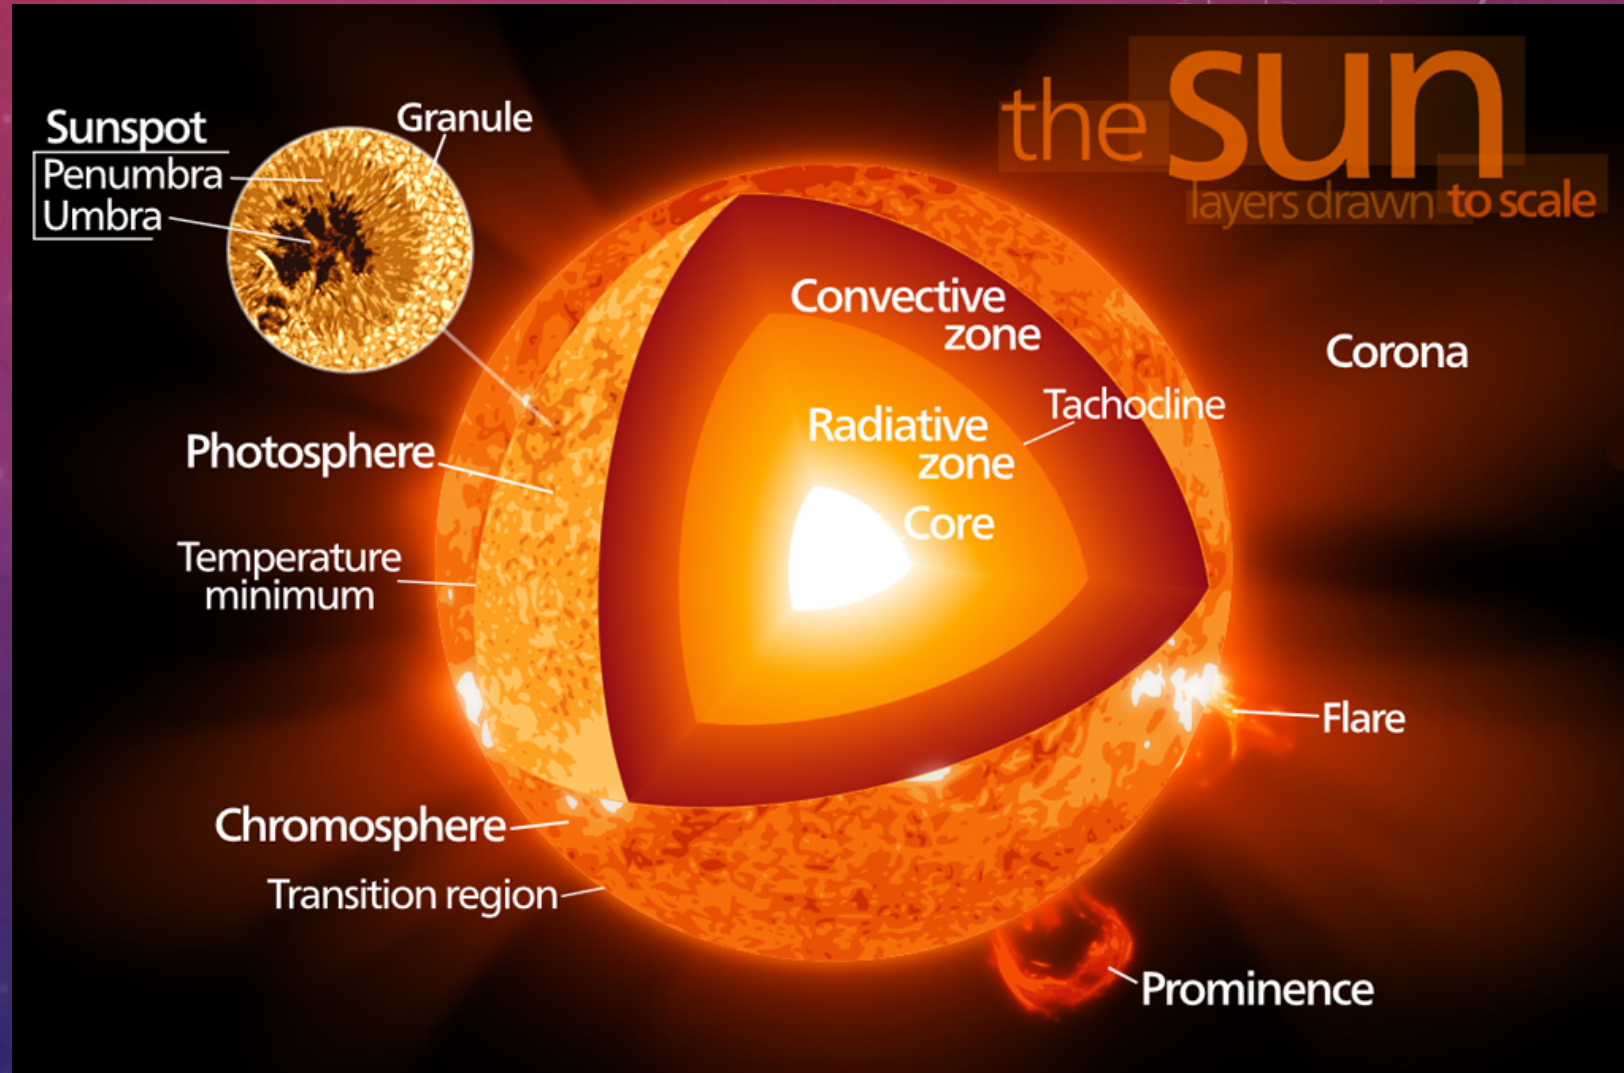 the sun
layers drawn to scale
Sunspot
Penumbra
Umbra
Granule
Convective
zone
Corona
Tachocline
Radiative
zone
Photosphere
Core
Temperature
minimum
Flare
Chromosphere
Transition region
Prominence